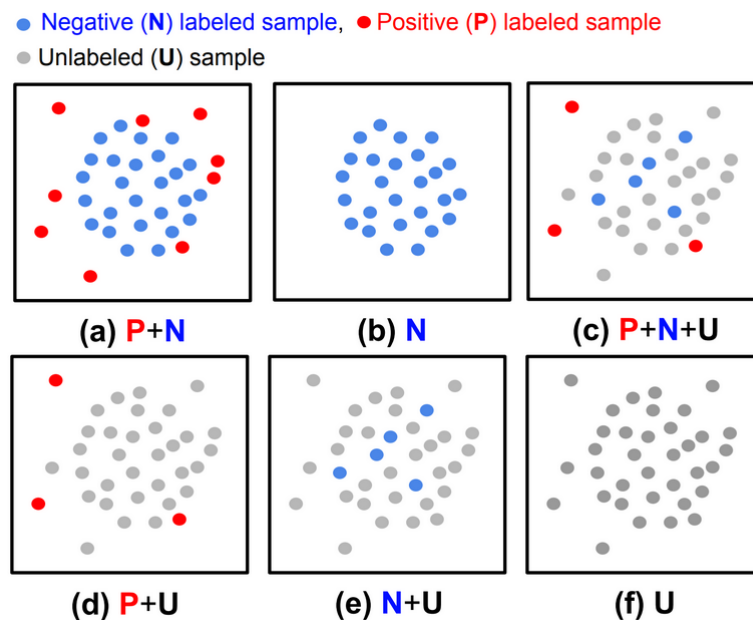 Negative (N) labeled sample, Positive (P) labeled sample
Unlabeled (U) sample
(a) P+N (b) N (c) P+N+U
(d) P+U (e) N+U (f) U